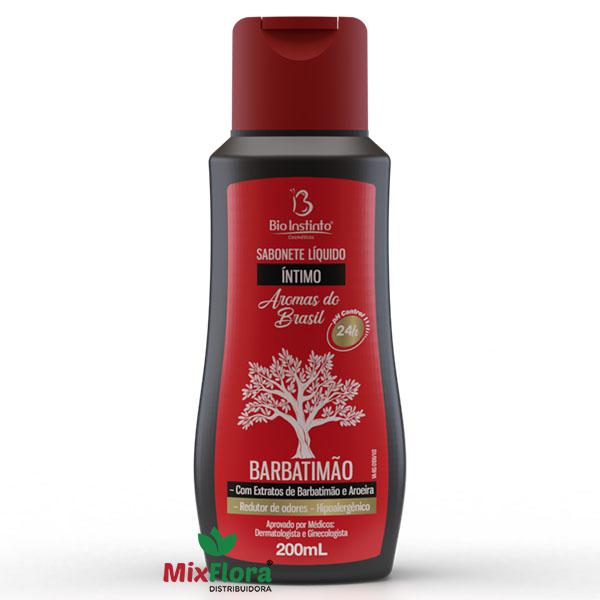 Bio Instinto®
Cosméticos
SABONETE LÍQUIDO
ÍNTIMO
Aromas do
Brasil
pH Control
24h
BARBATIMÃO
- Com Extratos de Barbatimão e Aroeira
- Redutor de odores - Hipoalergênico
Aprovado por Médicos:
Dermatologista e Ginecologista
200mL
MixFlora®
DISTRIBUIDORA